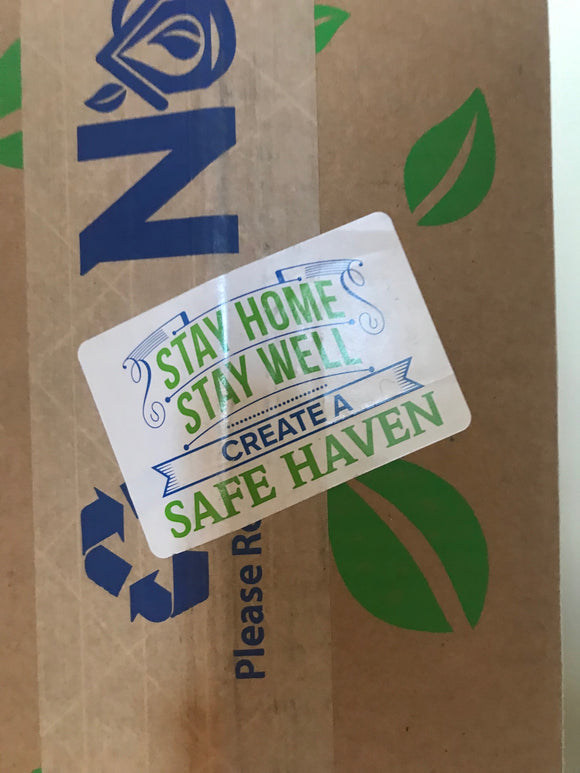 STAY HOME
STAY WELL
CREATE A
SAFE HAVEN
N
Please Re